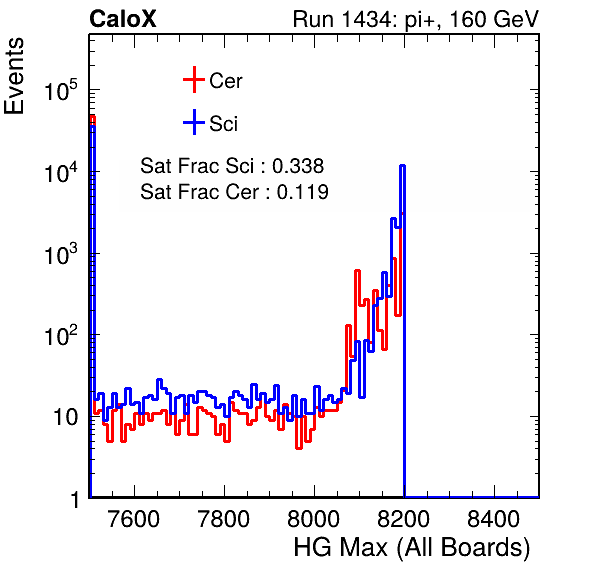 CaloX Run 1434: pi+, 160 GeV
Events
Cer
Sci
Sat Frac Sci : 0.338
Sat Frac Cer : 0.119
10^5
10^4
10^3
10^2
10
1
7600 7800 8000 8200 8400
HG Max (All Boards)